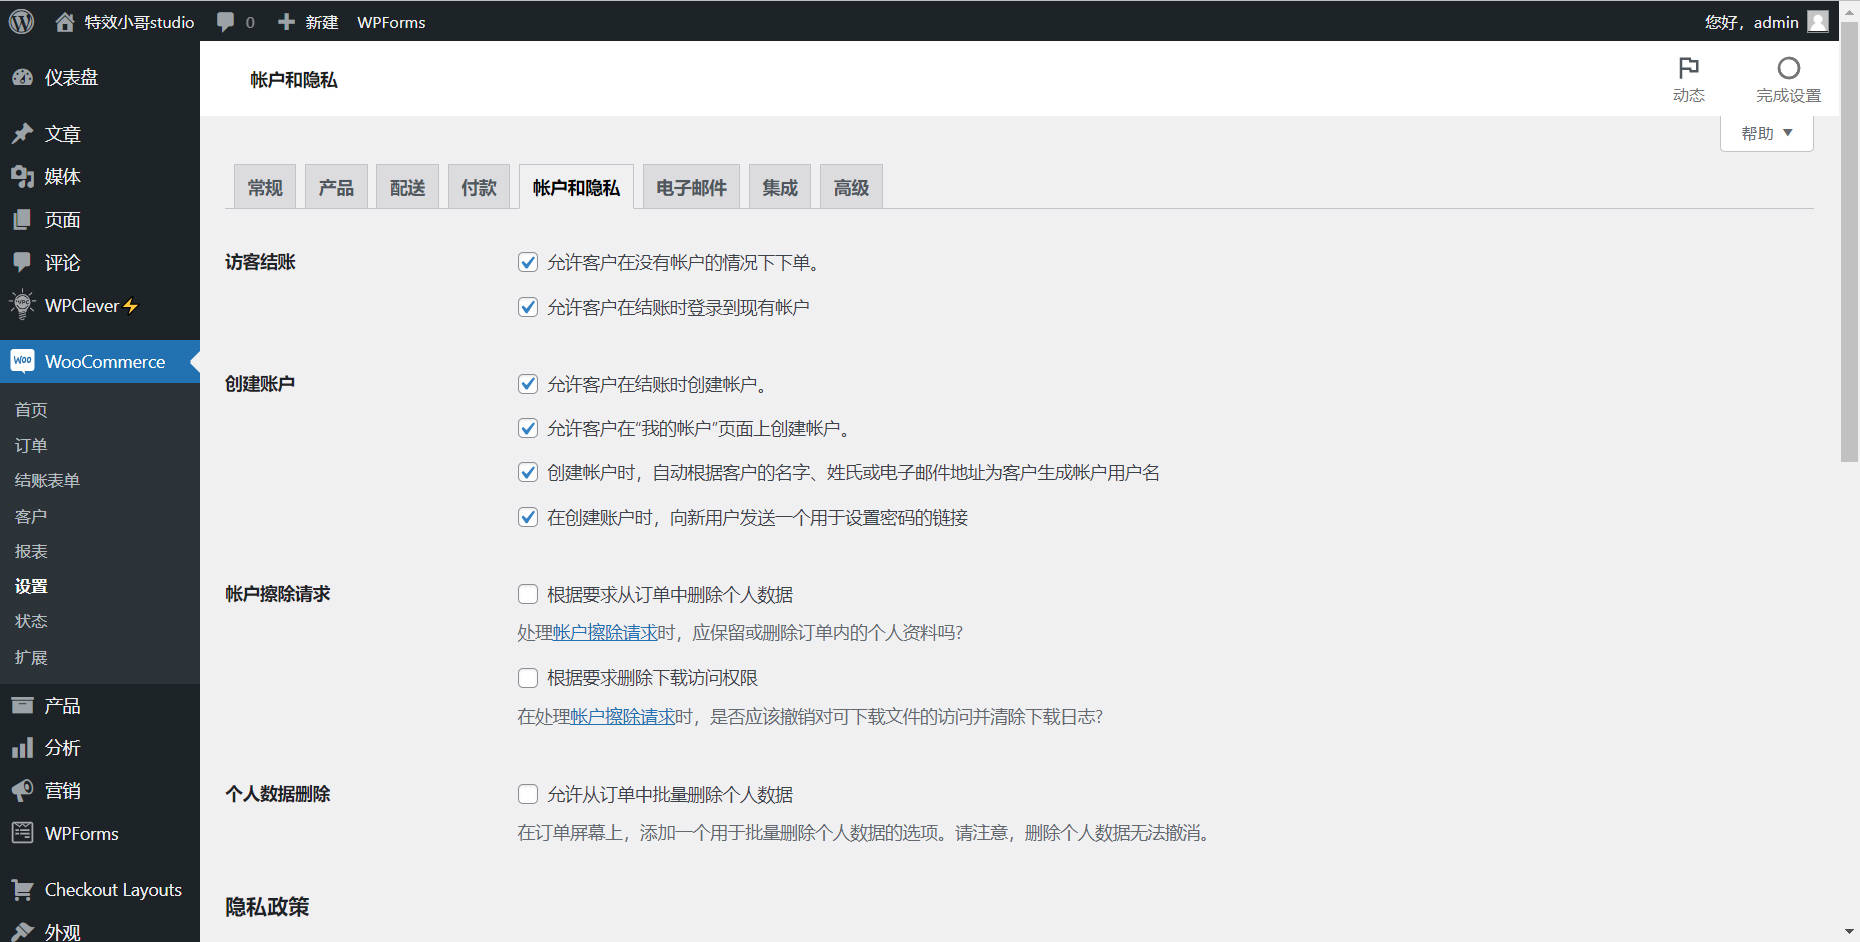 特效小哥studio
0
新建
WPForms
您好，admin
仪表盘
文章
媒体
页面
评论
WPClever⚡
WooCommerce
首页
订单
结账表单
客户
报表
设置
状态
扩展
产品
分析
营销
WPForms
Checkout Layouts
外观
帐户和隐私
动态
完成设置
帮助 ▼
常规
产品
配送
付款
帐户和隐私
电子邮件
集成
高级
访客结账
允许客户在没有帐户的情况下下单。
允许客户在结账时登录到现有帐户
创建账户
允许客户在结账时创建帐户。
允许客户在“我的帐户”页面上创建帐户。
创建帐户时，自动根据客户的名字、姓氏或电子邮件地址为客户生成帐户用户名
在创建账户时，向新用户发送一个用于设置密码的链接
帐户擦除请求
根据要求从订单中删除个人数据
处理帐户擦除请求时，应保留或删除订单内的个人资料吗?
根据要求删除下载访问权限
在处理帐户擦除请求时，是否应该撤销对可下载文件的访问并清除下载日志?
个人数据删除
允许从订单中批量删除个人数据
在订单屏幕上，添加一个用于批量删除个人数据的选项。请注意，删除个人数据无法撤消。
隐私政策